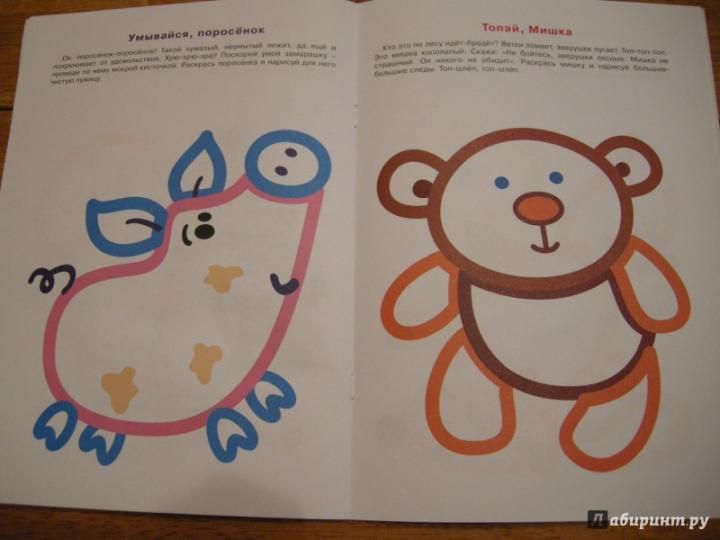 Умывайся, поросёнок
Ох, поросёнок-поросёнок! Такой чумазый, неумытый лежит, да ещё и
похрюкивает от удовольствия. Хрю-хрю-хрю! Поскорей умой замарашку –
проведи по нему мокрой кисточкой. Раскрась поросёнка и нарисуй для него
чистую лужицу.
Топай, Мишка
Кто это по лесу идёт-бредёт? Ветки ломает, зверушек пугает. Топ-топ-топ.
Это мишка косолапый. Скажи: «Не бойтесь, зверушки лесные. Мишка не
страшный. Он никого не обидит». Раскрась мишку и нарисуй большие-
большие следы. Топ-шлёп, топ-шлёп.
Лабиринт.ру